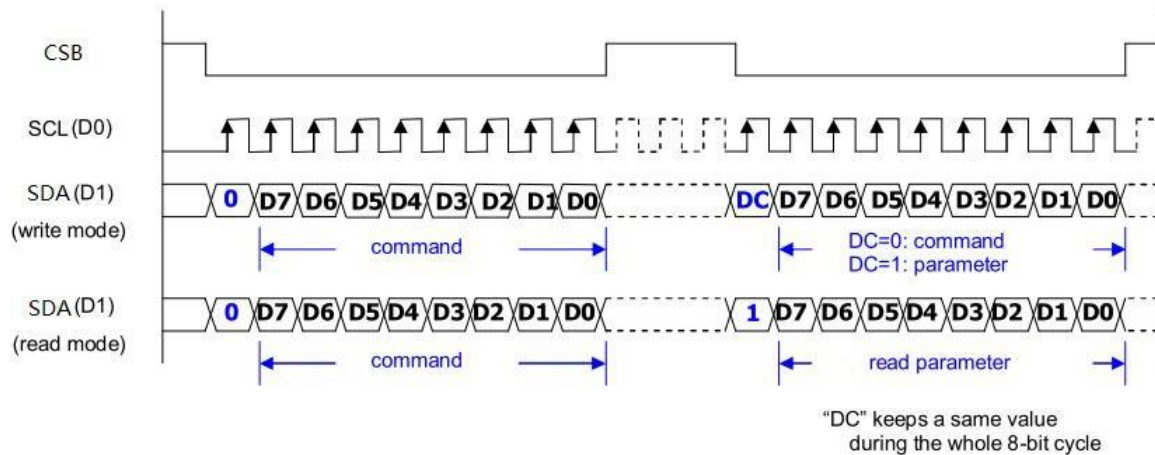 CSB
SCL (D0)
SDA (D1) 0 D7 D6 D5 D4 D3 D2 D1 D0 DC D7 D6 D5 D4 D3 D2 D1 D0
(write mode) command DC=0: command
DC=1: parameter
SDA (D1) 0 D7 D6 D5 D4 D3 D2 D1 D0 1 D7 D6 D5 D4 D3 D2 D1 D0
(read mode) command read parameter
“DC” keeps a same value
during the whole 8-bit cycle